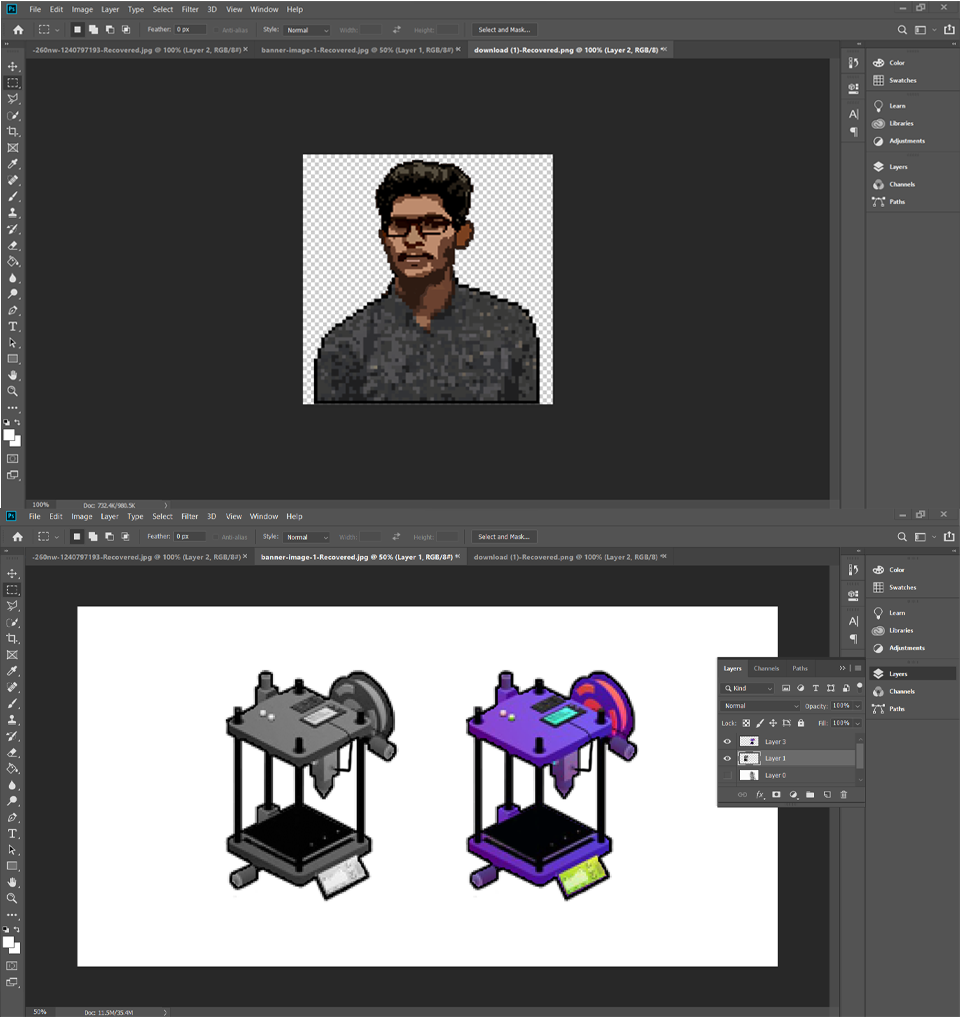 Ps File Edit Image Layer Type Select Filter 3D View Window Help
Feather: 0 px Anti-alias Style: Normal Width: Height: Select and Mask...
-260nw-1240797193-Recovered.jpg @ 100% (Layer 2, RGB/8#) × banner-image-1-Recovered.jpg @ 50% (Layer 1, RGB/8#) × download (1)-Recovered.png @ 100% (Layer 2, RGB/8) ×
Color
Swatches
Learn
Libraries
Adjustments
Layers
Channels
Paths
100% Doc: 732.4K/980.5K
Ps File Edit Image Layer Type Select Filter 3D View Window Help
Feather: 0 px Anti-alias Style: Normal Width: Height: Select and Mask...
-260nw-1240797193-Recovered.jpg @ 100% (Layer 2, RGB/8#) × banner-image-1-Recovered.jpg @ 50% (Layer 1, RGB/8#) × download (1)-Recovered.png @ 100% (Layer 2, RGB/8) ×
Color
Swatches
Learn
Libraries
Adjustments
Layers
Channels
Paths
Layers Channels Paths
Kind
Normal Opacity: 100%
Lock: Fill: 100%
Layer 3
Layer 1
Layer 0
fx
50% Doc: 11.5M/35.4M